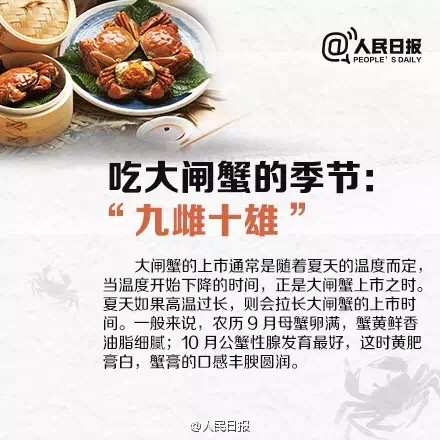 @人民日报
PEOPLE'S DAILY
吃大闸蟹的季节：
“九雌十雄”
大闸蟹的上市通常是随着夏天的温度而定，
当温度开始下降的时间，正是大闸蟹上市之时。
夏天如果高温过长，则会拉长大闸蟹的上市时
间。一般来说，农历9月母蟹卵满，蟹黄鲜香
油脂细腻；10月公蟹性腺发育最好，这时黄肥
膏白，蟹膏的口感丰腴圆润。
@人民日报